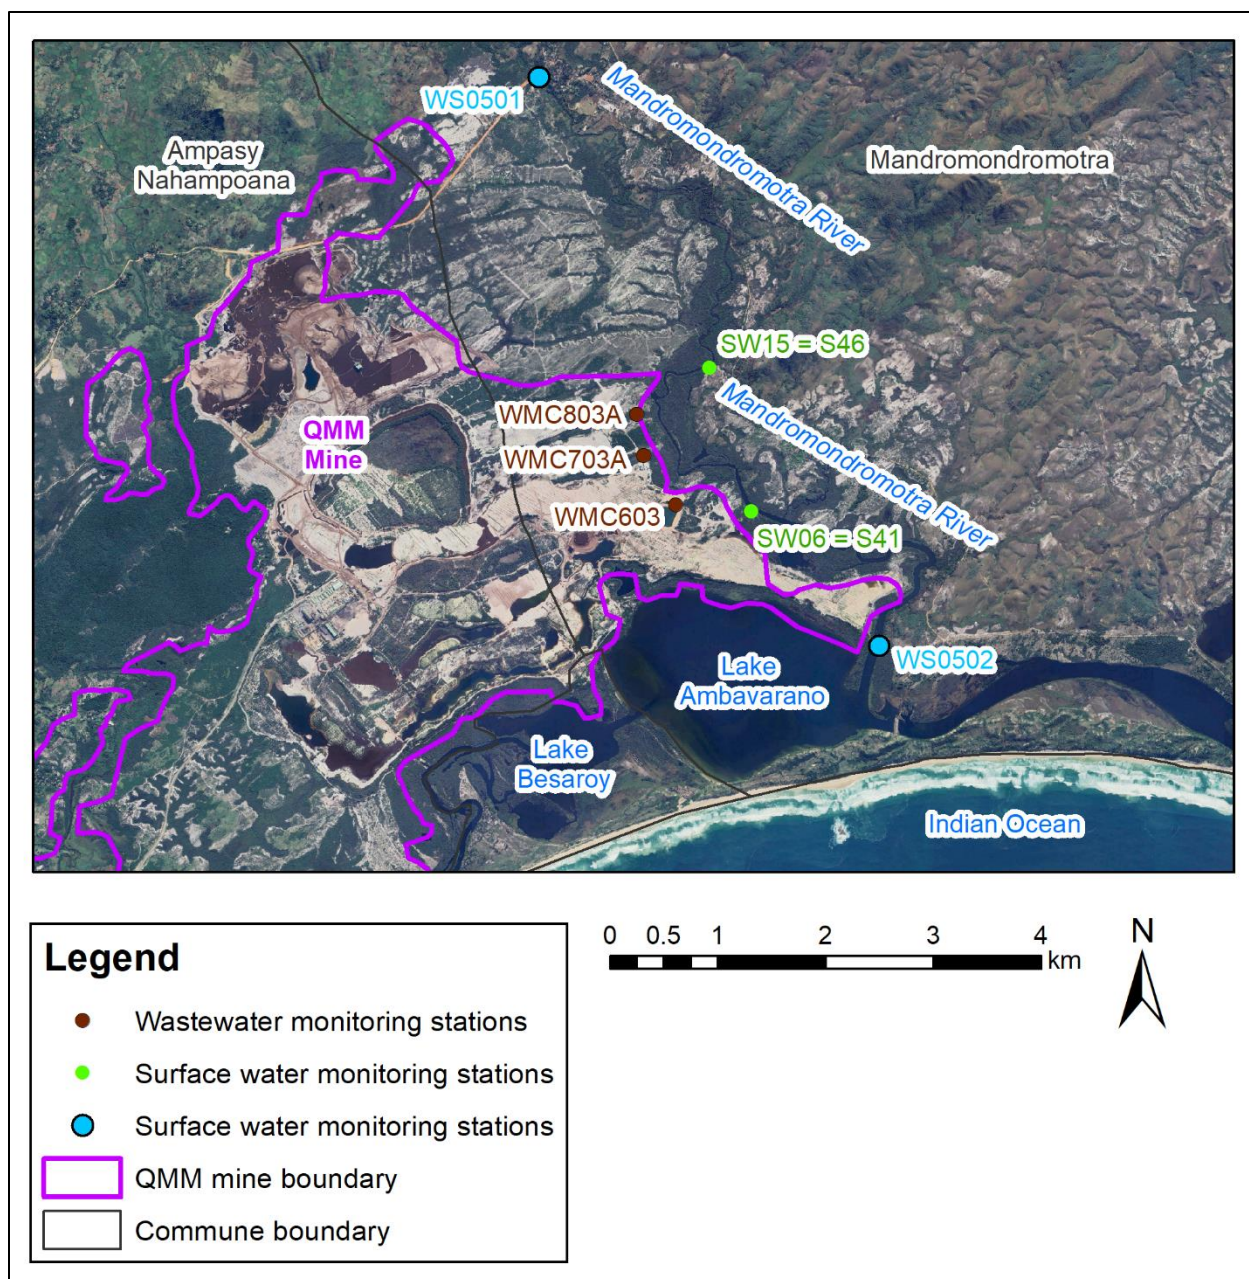 WS0501
Mandromondromotra River
Ampasy
Nahampoana
Mandromondromotra
SW15 = S46
WMC803A
Mandromondromotra River
QMM
Mine
WMC703A
WMC603
SW06 = S41
WS0502
Lake
Ambavarano
Lake
Besaroy
Indian Ocean
Legend
Wastewater monitoring stations
Surface water monitoring stations
Surface water monitoring stations
QMM mine boundary
Commune boundary
0 0.5 1 2 3 4
km
N